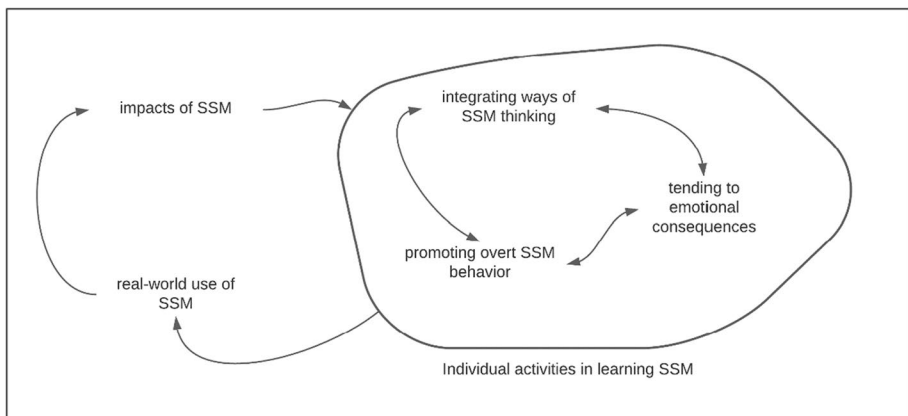 impacts of SSM
integrating ways of
SSM thinking
tending to
emotional
consequences
promoting overt SSM
behavior
real-world use of
SSM
Individual activities in learning SSM